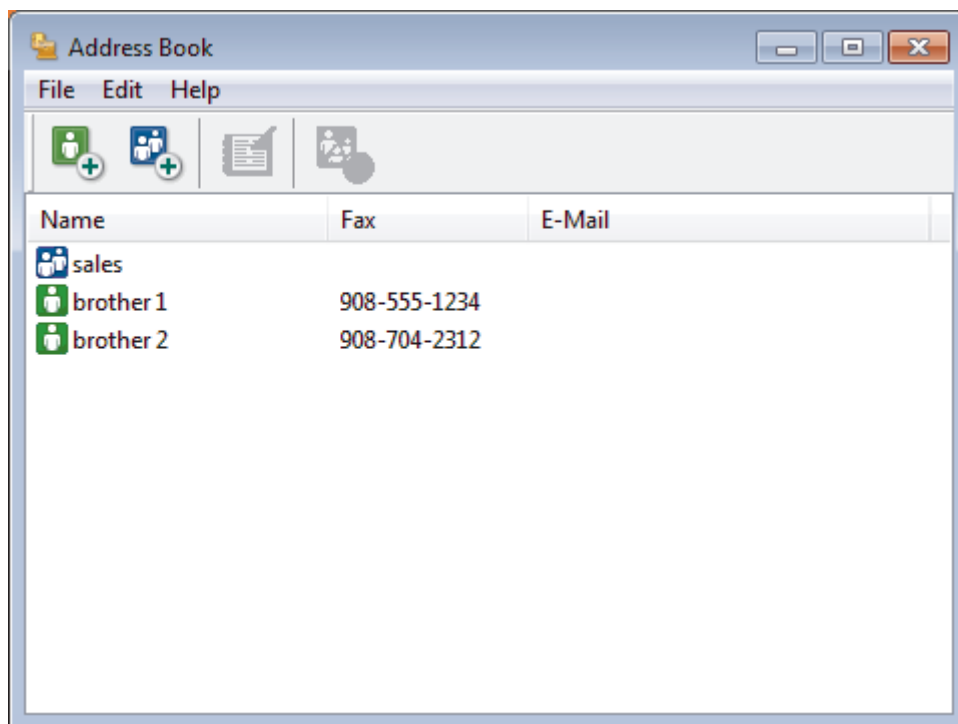 Address Book
File Edit Help
Name Fax E-Mail
sales
brother 1 908-555-1234
brother 2 908-704-2312